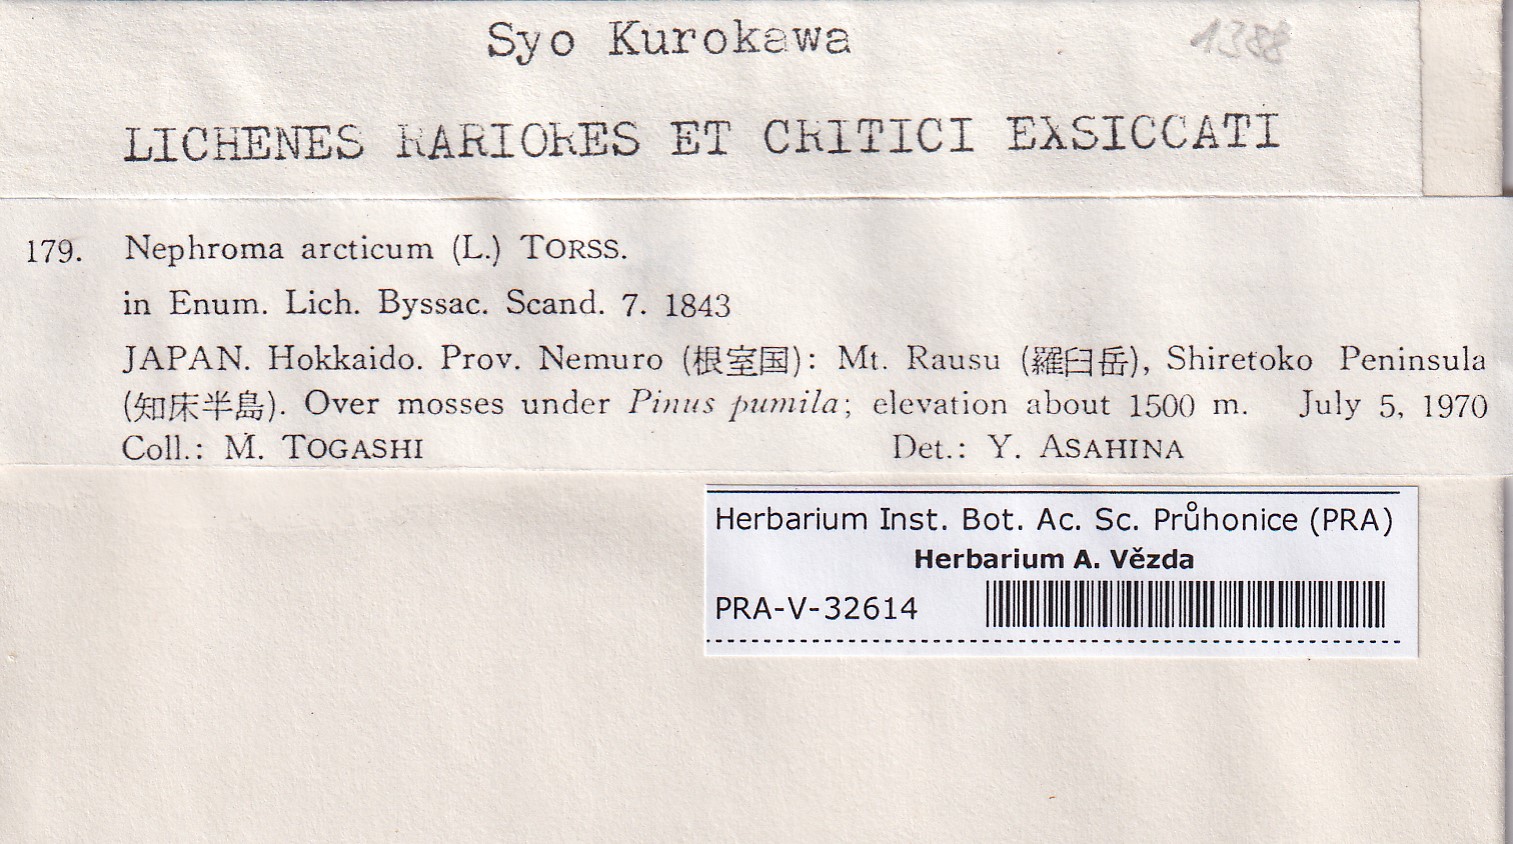 Syo Kurokawa
1388
LICHENES RARIORES ET CRITICI EXSICCATI
179. Nephroma arcticum (L.) TORSS.
in Enum. Lich. Byssac. Scand. 7. 1843
JAPAN. Hokkaido. Prov. Nemuro (根室国): Mt. Rausu (羅臼岳), Shiretoko Peninsula
(知床半島). Over mosses under Pinus pumila; elevation about 1500 m. July 5, 1970
Coll.: M. TOGASHI Det.: Y. ASAHINA
Herbarium Inst. Bot. Ac. Sc. Průhonice (PRA)
Herbarium A. Vězda
PRA-V-32614